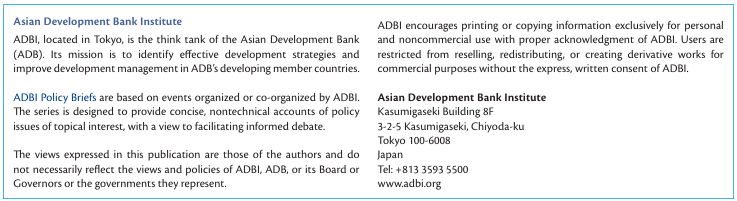 Asian Development Bank Institute
ADBI, located in Tokyo, is the think tank of the Asian Development Bank
(ADB). Its mission is to identify effective development strategies and
improve development management in ADB's developing member countries.
ADBI Policy Briefs are based on events organized or co-organized by ADBI.
The series is designed to provide concise, nontechnical accounts of policy
issues of topical interest, with a view to facilitating informed debate.
The views expressed in this publication are those of the authors and do
not necessarily reflect the views and policies of ADBI, ADB, or its Board or
Governors or the governments they represent.
ADBI encourages printing or copying information exclusively for personal
and noncommercial use with proper acknowledgment of ADBI. Users are
restricted from reselling, redistributing, or creating derivative works for
commercial purposes without the express, written consent of ADBI.
Asian Development Bank Institute
Kasumigaseki Building 8F
3-2-5 Kasumigaseki, Chiyoda-ku
Tokyo 100-6008
Japan
Tel: +813 3593 5500
www.adbi.org